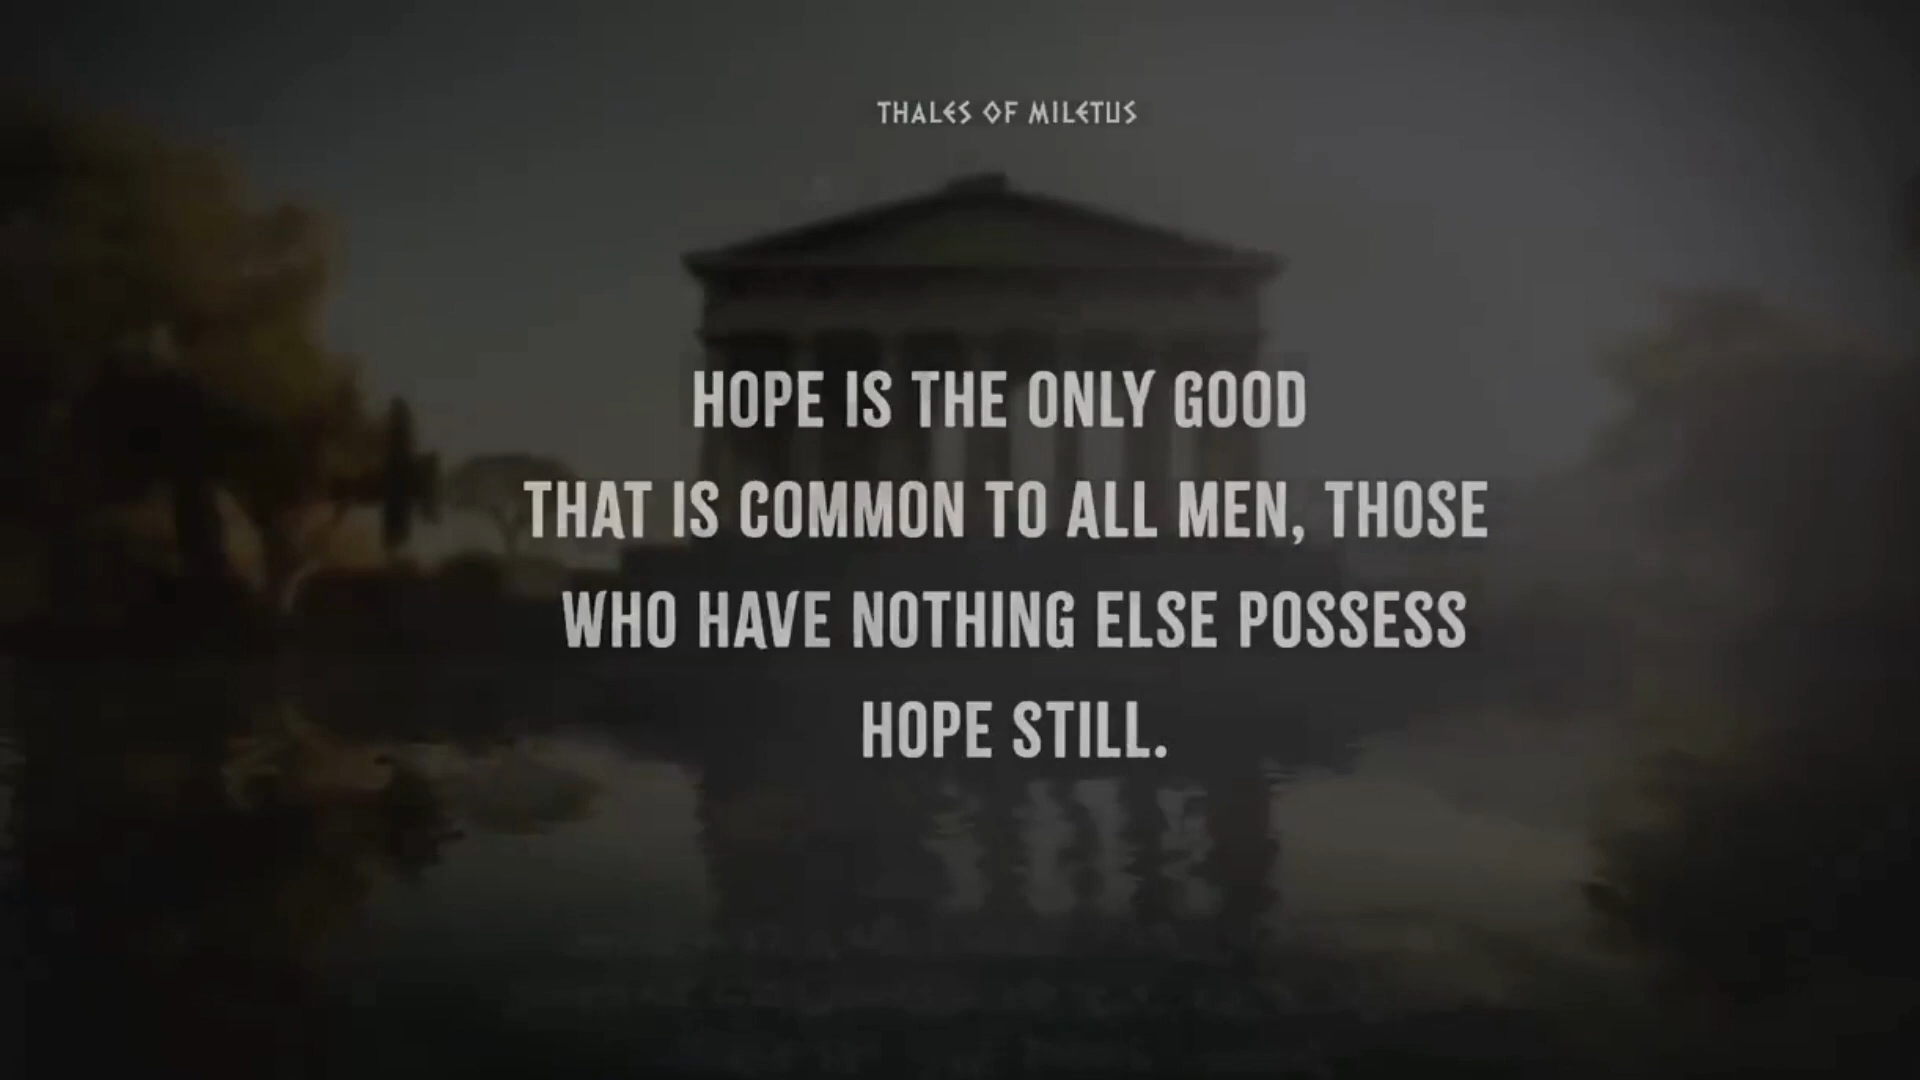 THALES OF MILETUS
HOPE IS THE ONLY GOOD
THAT IS COMMON TO ALL MEN, THOSE
WHO HAVE NOTHING ELSE POSSESS
HOPE STILL.